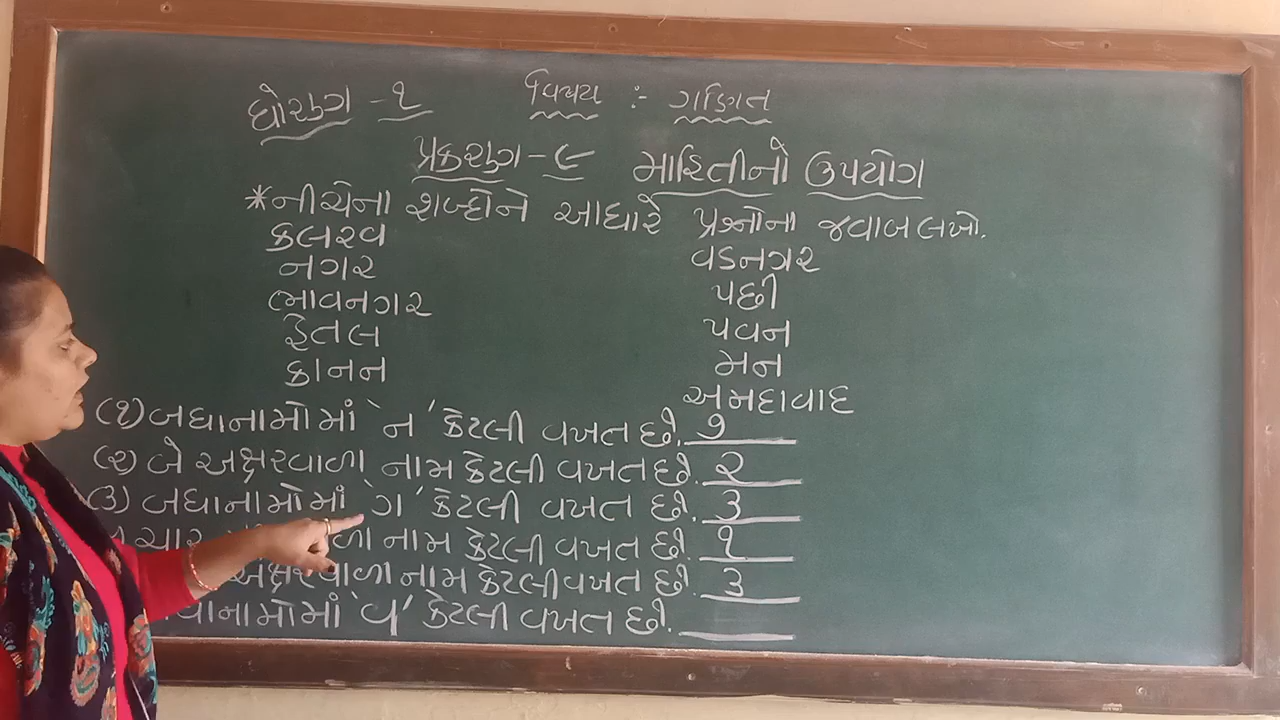 ધોરણ -૧ વિષય :- ગણિત
પ્રકરણ-૯ માહિતીનો ઉપયોગ
*નીચેના શબ્દોને આધારે પ્રશ્નોના જવાબ લખો.
કલરવ
નગર વડનગર
ભાવનગર પછી
હેતલ પવન
કાનન મન
અમદાવાદ
(૧) બધાનામોમાં 'ન' કેટલી વખત છે. ૭
(૨) બે અક્ષરવાળા નામ કેટલી વખત છે. ૨
(૩) બધાનામોમાં 'ગ' કેટલી વખત છે. ૩
ચાર નામ કેટલી વખત છે. ૧
અક્ષરવાળા નામ કેટલી વખત છે. ૩
'વ' કેટલી વખત છે.